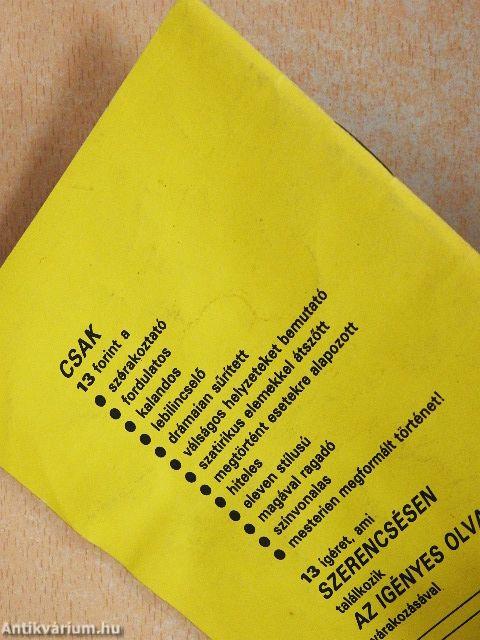 CSAK
13 forint a
● szórakoztató
● fordulatos
● kalandos
● lebilincselő
● drámaian sűrített
● válságos helyzeteket bemutató
● szatirikus elemekkel átszőtt
● megtörtént esetekre alapozott
● hiteles
● eleven stílusú
● magával ragadó
● színvonalas
● mesterien megformált történet!
13 ígéret, ami
SZERENCSÉSEN
találkozik
AZ IGÉNYES OLVA
várakozásával
Antikvárium.hu